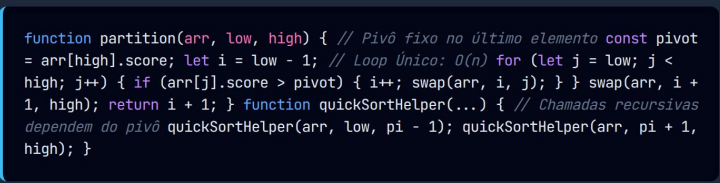 function partition(arr, low, high) { // Pivô fixo no último elemento const pivot
= arr[high].score; let i = low - 1; // Loop Único: O(n) for (let j = low; j <
high; j++) { if (arr[j].score > pivot) { i++; swap(arr, i, j); } } swap(arr, i +
1, high); return i + 1; } function quickSortHelper(...) { // Chamadas recursivas
dependem do pivô quickSortHelper(arr, low, pi - 1); quickSortHelper(arr, pi + 1,
high); }